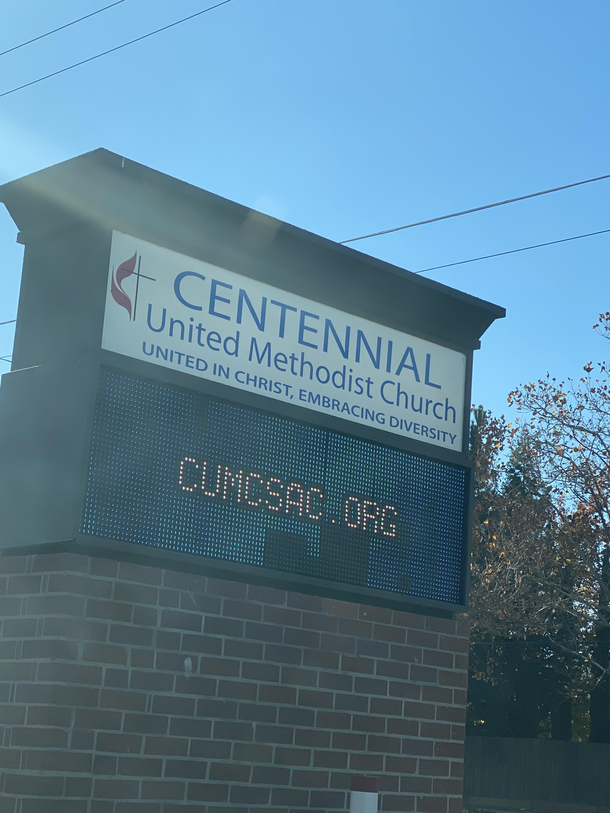 CENTENNIAL
United Methodist Church
UNITED IN CHRIST, EMBRACING DIVERSITY
CUMCSAC.ORG